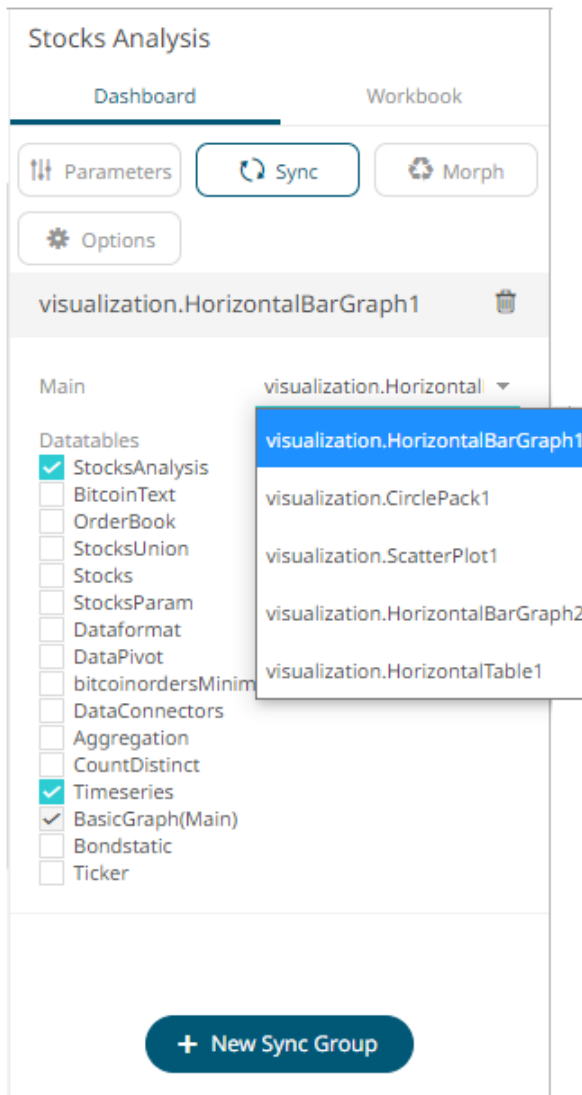 Stocks Analysis
Dashboard Workbook
Parameters Sync Morph
Options
visualization.HorizontalBarGraph1
Main visualization.Horizontal
Datatables
visualization.HorizontalBarGraph1
StocksAnalysis
BitcoinText
visualization.CirclePack1
OrderBook
StocksUnion
visualization.ScatterPlot1
Stocks
StocksParam
visualization.HorizontalBarGraph2
Dataformat
DataPivot
visualization.HorizontalTable1
bitcoinordersMinim
DataConnectors
Aggregation
CountDistinct
Timeseries
BasicGraph(Main)
Bondstatic
Ticker
+ New Sync Group